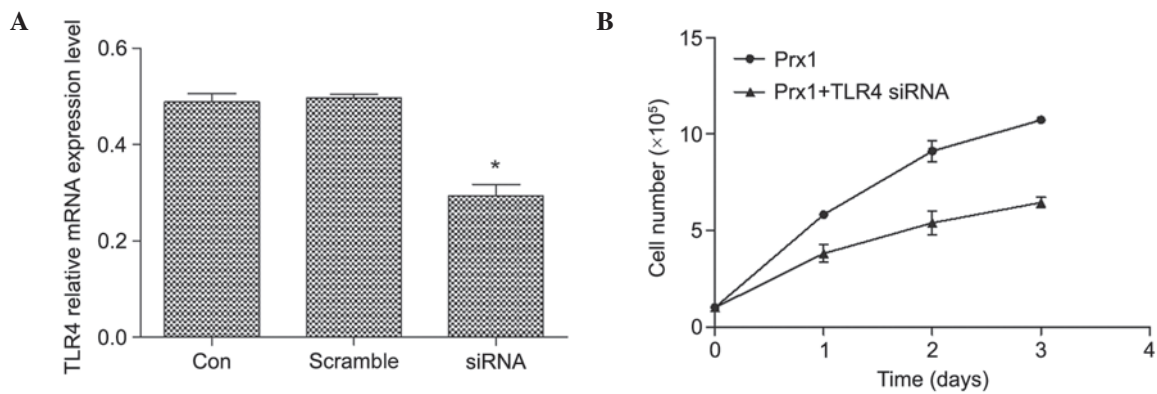 A
TLR4 relative mRNA expression level
0.6
0.4
0.2
0.0
*
Con Scramble siRNA
B
Cell number (×10⁵)
15
10
5
0
Prx1
Prx1+TLR4 siRNA
0 1 2 3 4
Time (days)